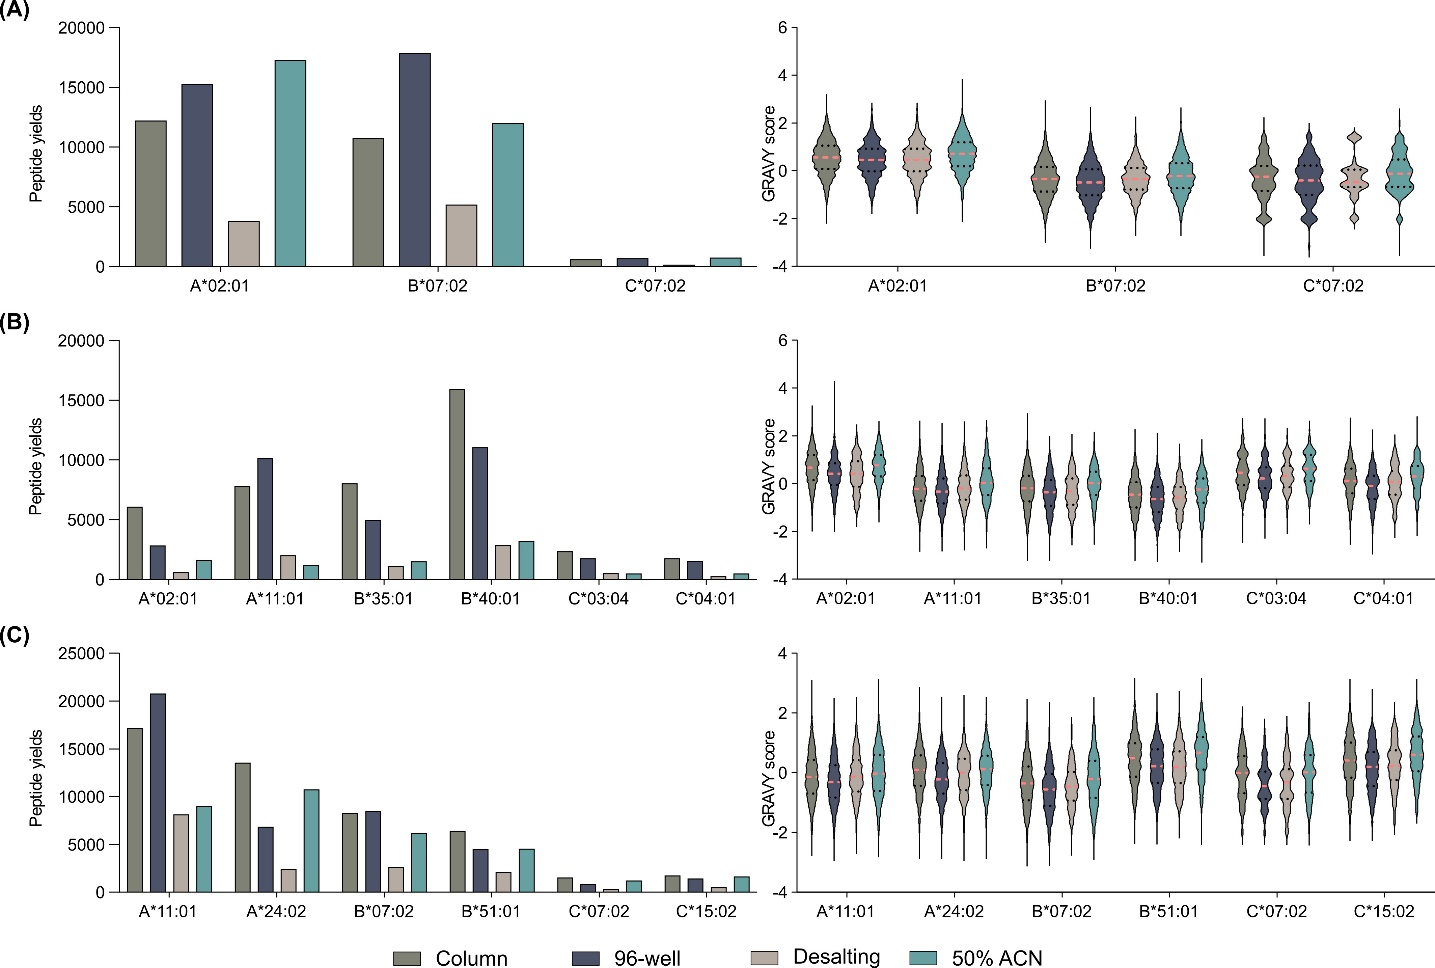 (A)
Peptide yields
20000
15000
10000
5000
0
A*02:01 B*07:02 C*07:02
GRAVY score
6
4
2
0
-2
-4
A*02:01 B*07:02 C*07:02
(B)
Peptide yields
20000
15000
10000
5000
0
A*02:01 A*11:01 B*35:01 B*40:01 C*03:04 C*04:01
GRAVY score
6
4
2
0
-2
-4
A*02:01 A*11:01 B*35:01 B*40:01 C*03:04 C*04:01
(C)
Peptide yields
25000
20000
15000
10000
5000
0
A*11:01 A*24:02 B*07:02 B*51:01 C*07:02 C*15:02
GRAVY score
4
2
0
-2
-4
A*11:01 A*24:02 B*07:02 B*51:01 C*07:02 C*15:02
Column 96-well Desalting 50% ACN